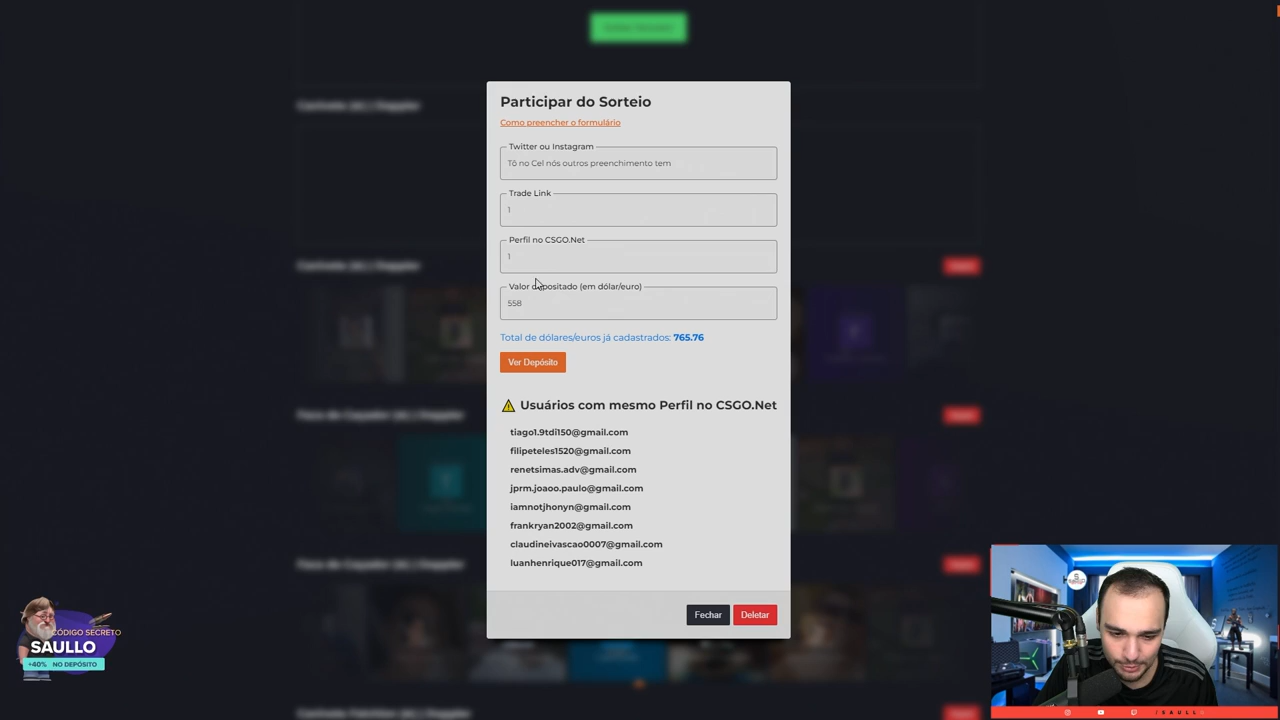 Participar do Sorteio
Como preencher o formulário
Twitter ou Instagram
Tô no Cel nós outros preenchimento tem
Trade Link
1
Perfil no CSGO.Net
1
Valor depositado (em dólar/euro)
558
Total de dólares/euros já cadastrados: 765.76
Ver Depósito
Usuários com mesmo Perfil no CSGO.Net
tiago1.9tdi150@gmail.com
filipeteles1520@gmail.com
renetsimas.adv@gmail.com
jprm.joaoo.paulo@gmail.com
iamnotjhonyn@gmail.com
frankryan2002@gmail.com
claudineivascao0007@gmail.com
luanhenrique017@gmail.com
Fechar Deletar
CÓDIGO SECRETO
SAULLO
+40% NO DEPÓSITO